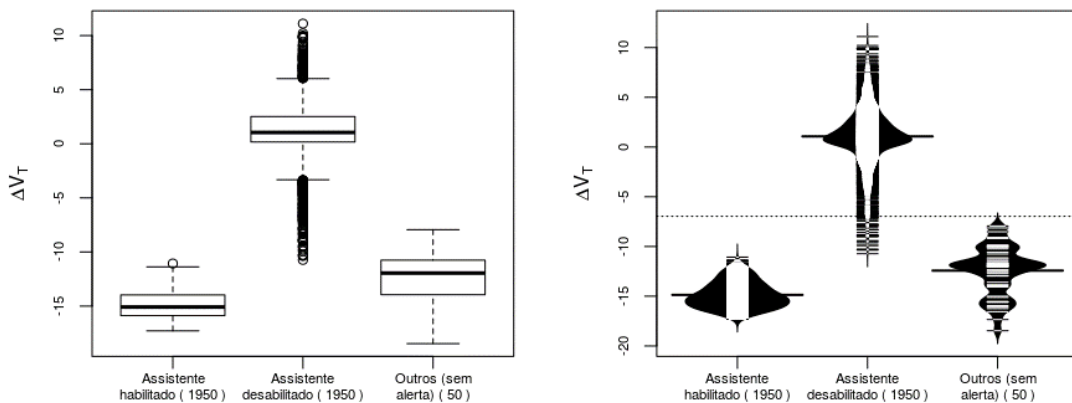 ΔV_T
10
5
0
-5
-10
-15
Assistente
habilitado ( 1950 )
Assistente
desabilitado ( 1950 )
Outros (sem
alerta) ( 50 )
ΔV_T
10
5
0
-5
-10
-15
-20
Assistente
habilitado ( 1950 )
Assistente
desabilitado ( 1950 )
Outros (sem
alerta) ( 50 )